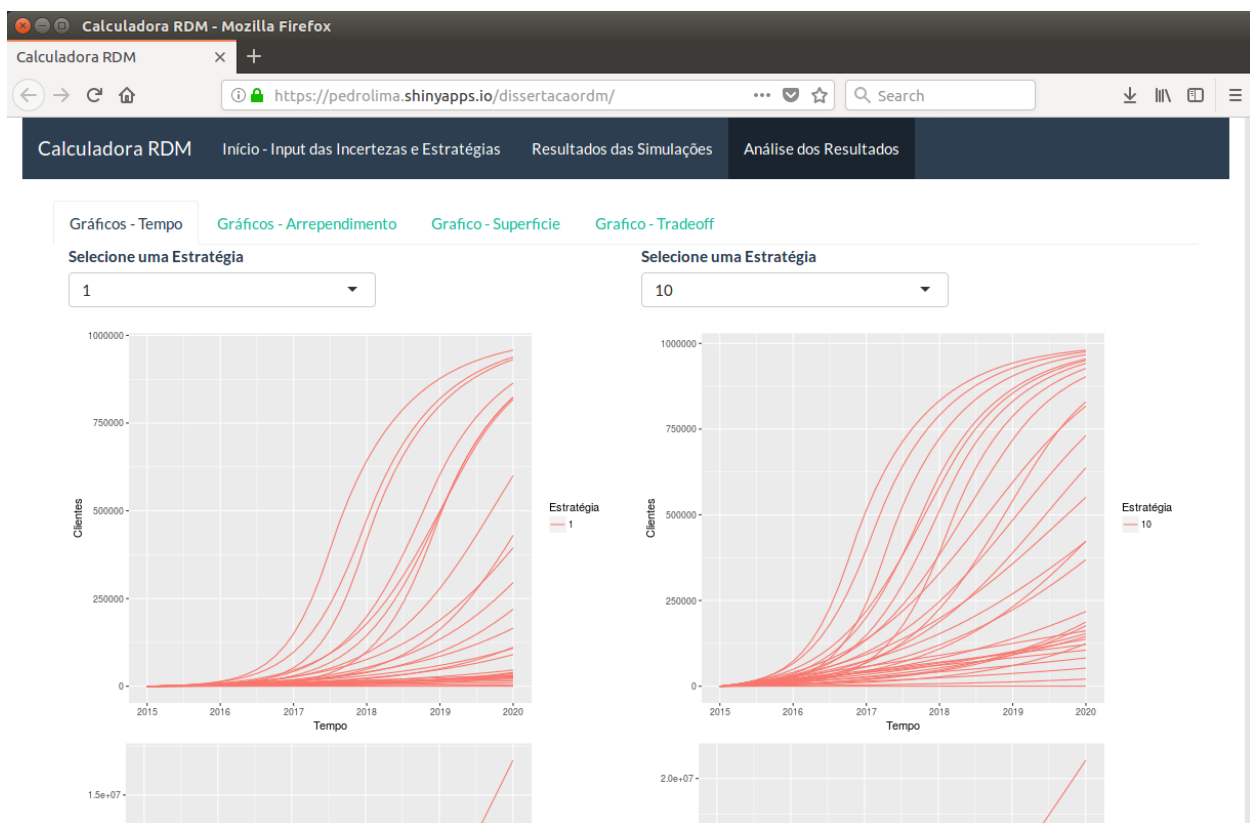 Calculadora RDM - Mozilla Firefox
Calculadora RDM × +
https://pedrolima.shinyapps.io/dissertacaordm/
Search
Calculadora RDM Início - Input das Incertezas e Estratégias Resultados das Simulações Análise dos Resultados
Gráficos - Tempo Gráficos - Arrependimento Grafico - Superficie Grafico - Tradeoff
Selecione uma Estratégia
1
1000000
750000
500000
250000
0
Clientes
2015 2016 2017 2018 2019 2020
Tempo
Estratégia
1
1.5e+07
Selecione uma Estratégia
10
1000000
750000
500000
250000
0
Clientes
2015 2016 2017 2018 2019 2020
Tempo
Estratégia
10
2.0e+07